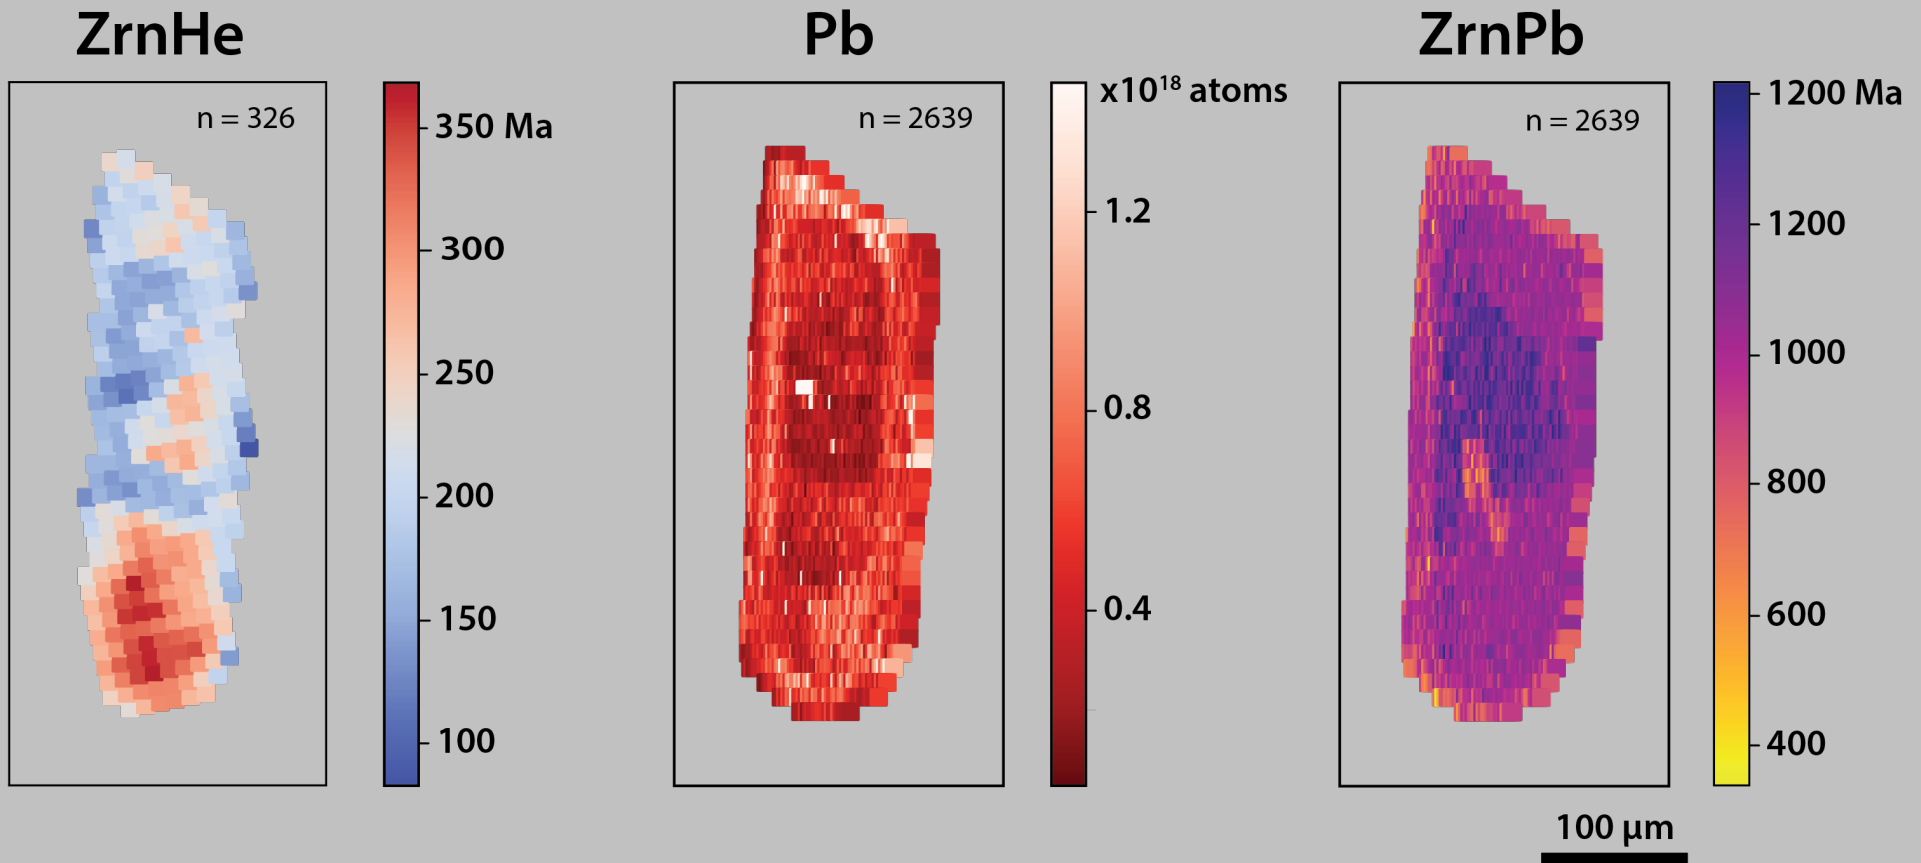 ZrnHe
Pb
ZrnPb
n = 326
350 Ma
300
250
200
150
100
n = 2639
x10¹⁸ atoms
1.2
0.8
0.4
n = 2639
1200 Ma
1200
1000
800
600
400
100 µm